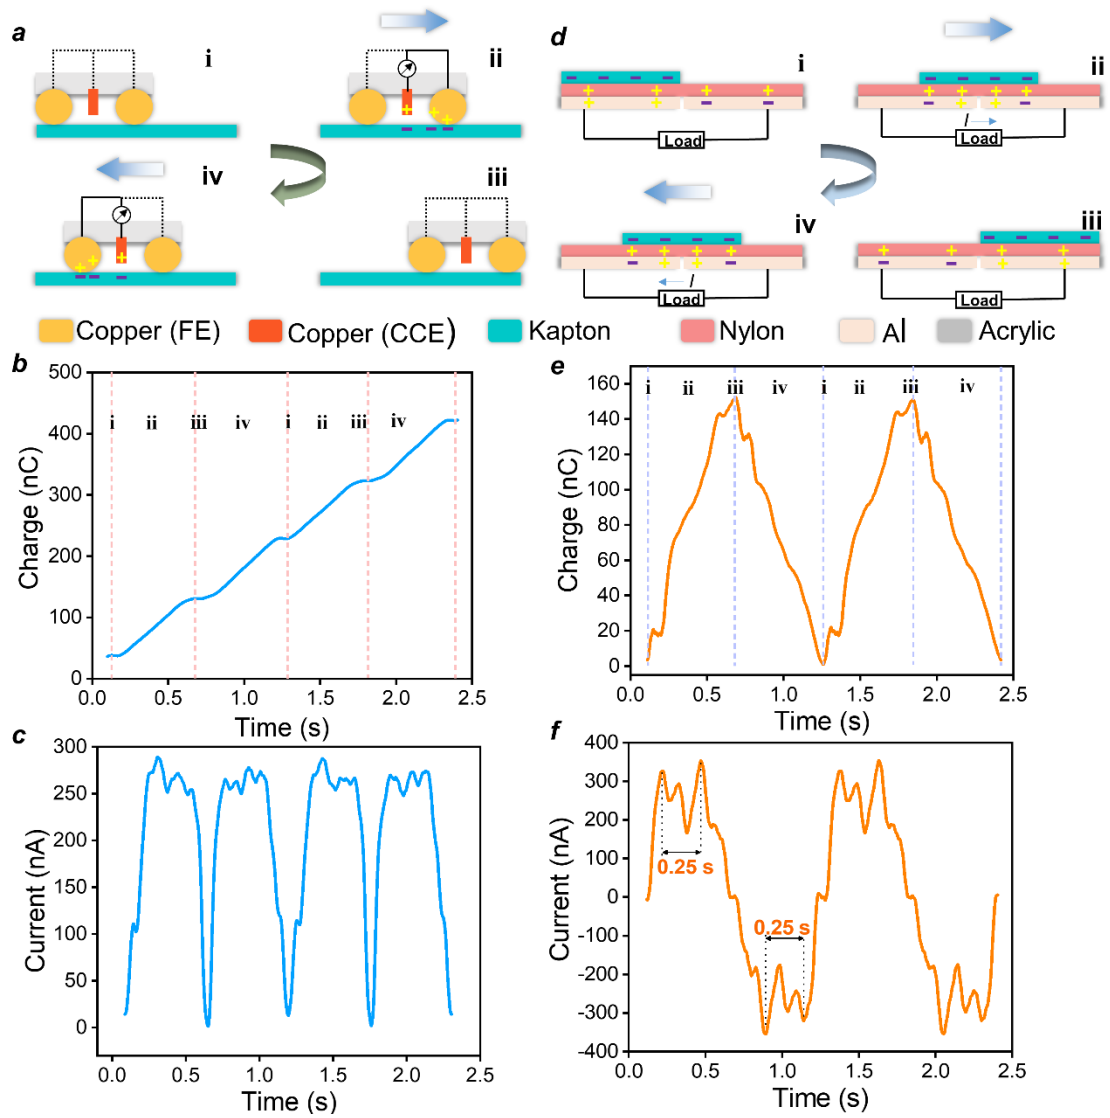 a
i
ii
iv
iii
d
i
Load
ii
I
Load
iv
I
Load
iii
Load
Copper (FE)
Copper (CCE)
Kapton
Nylon
Al
Acrylic
b
500
400
300
200
100
0
i ii iii iv i ii iii iv
Charge (nC)
0.0 0.5 1.0 1.5 2.0 2.5
Time (s)
e
160
140
120
100
80
60
40
20
0
i ii iii iv i ii iii iv
Charge (nC)
0.0 0.5 1.0 1.5 2.0 2.5
Time (s)
c
300
250
200
150
100
50
0
Current (nA)
0.0 0.5 1.0 1.5 2.0 2.5
Time (s)
f
400
300
200
100
0
-100
-200
-300
-400
Current (nA)
0.25 s
0.25 s
0.0 0.5 1.0 1.5 2.0 2.5
Time (s)